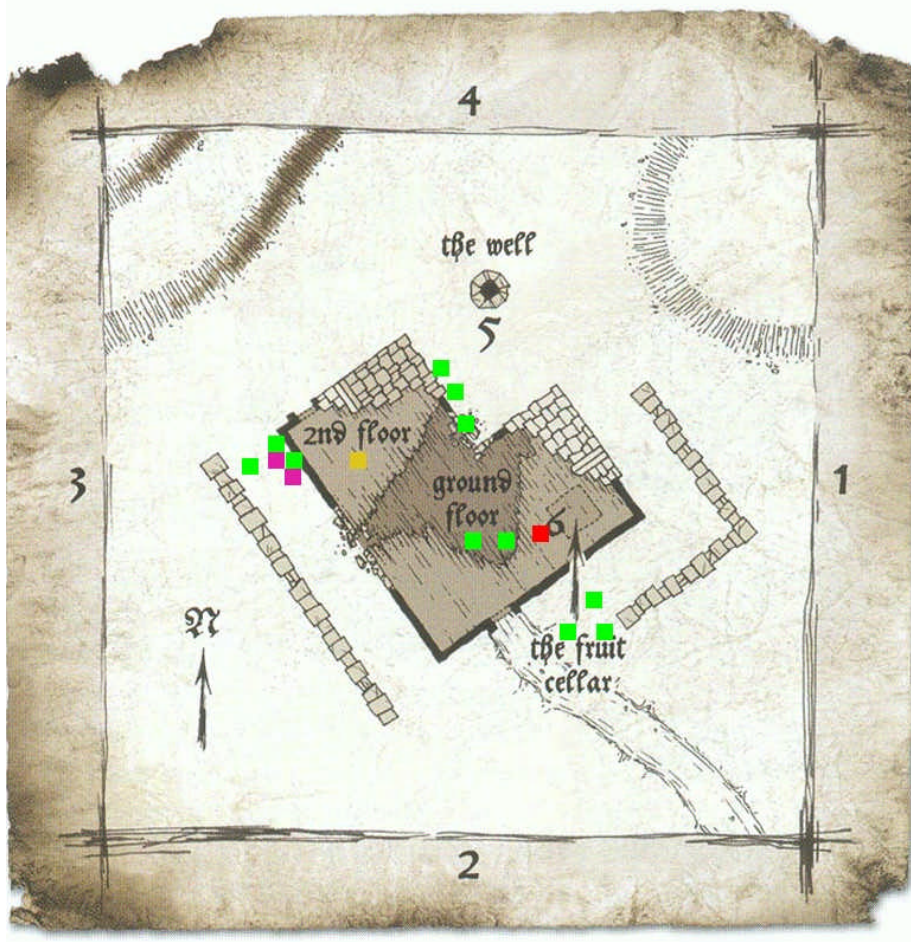 4
the well
5
2nd floor
3
ground
floor
1
6
N
the fruit
cellar
2